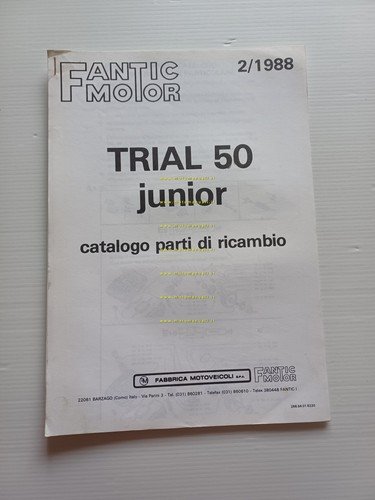 FANTIC MOTOR
2/1988
TRIAL 50
junior
catalogo parti di ricambio
FABBRICA MOTOVEICOLI s.p.a.
FANTIC MOTOR
22061 BARZAGO (Como) Italy - Via Parini 3 - Tel. (031) 860281 - Telefax (031) 860610 - Telex 380448 FANTIC-I